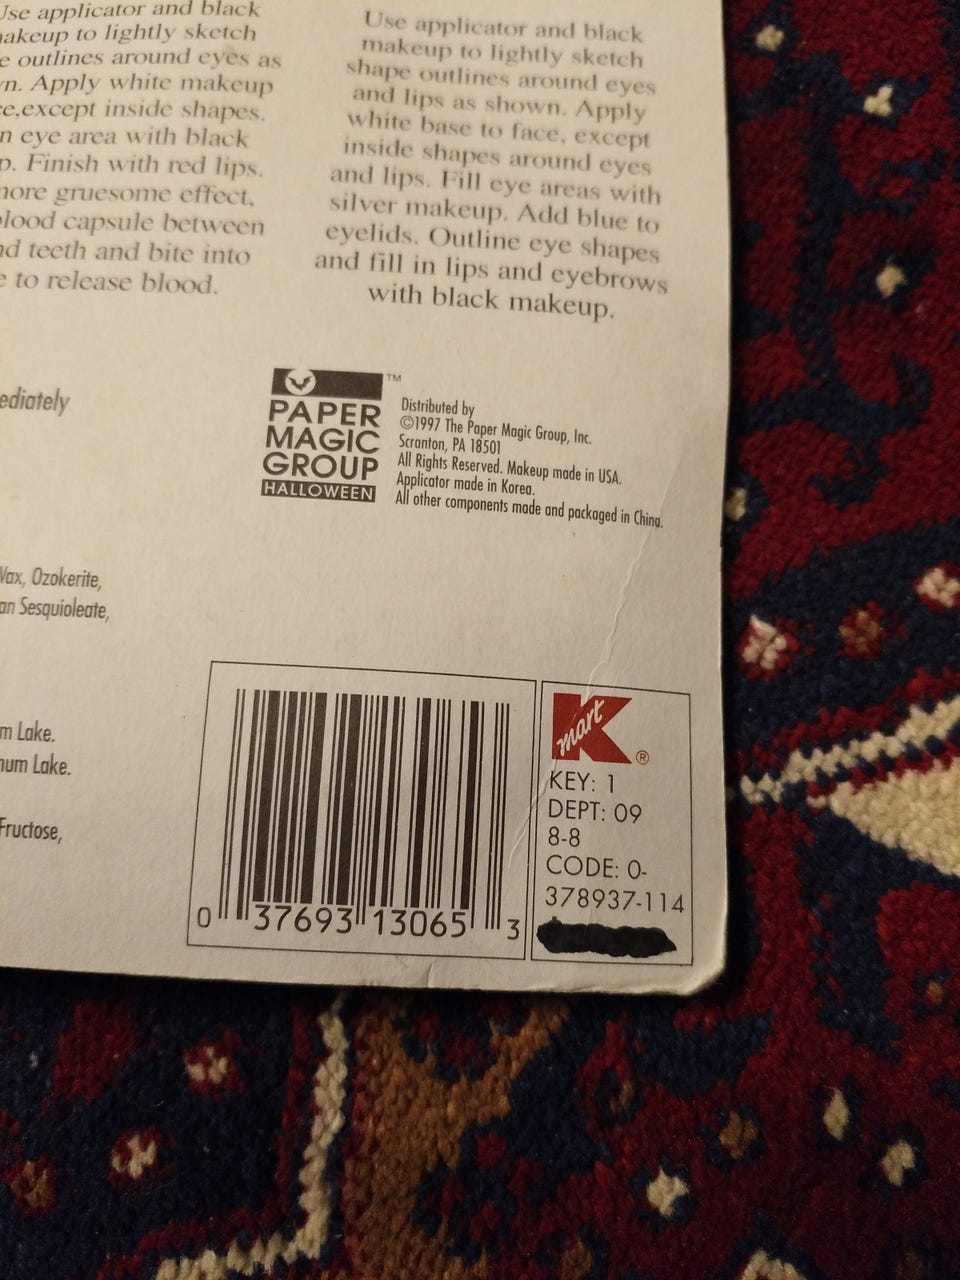 Use applicator and black
makeup to lightly sketch
outlines around eyes as
Apply white makeup
except inside shapes.
eye area with black
Finish with red lips.
gruesome effect,
blood capsule between
teeth and bite into
to release blood.
Use applicator and black
makeup to lightly sketch
shape outlines around eyes
and lips as shown. Apply
white base to face, except
inside shapes around eyes
and lips. Fill eye areas with
silver makeup. Add blue to
eyelids. Outline eye shapes
and fill in lips and eyebrows
with black makeup.
ediately
PAPER
MAGIC
GROUP
HALLOWEEN
TM
Distributed by
©1997 The Paper Magic Group, Inc.
Scranton, PA 18501
All Rights Reserved. Makeup made in USA.
Applicator made in Korea.
All other components made and packaged in China.
Wax, Ozokerite,
an Sesquioleate,
m Lake.
num Lake.
Fructose,
0 37693 13065 3
Kmart ®
KEY: 1
DEPT: 09
8-8
CODE: 0-
378937-114